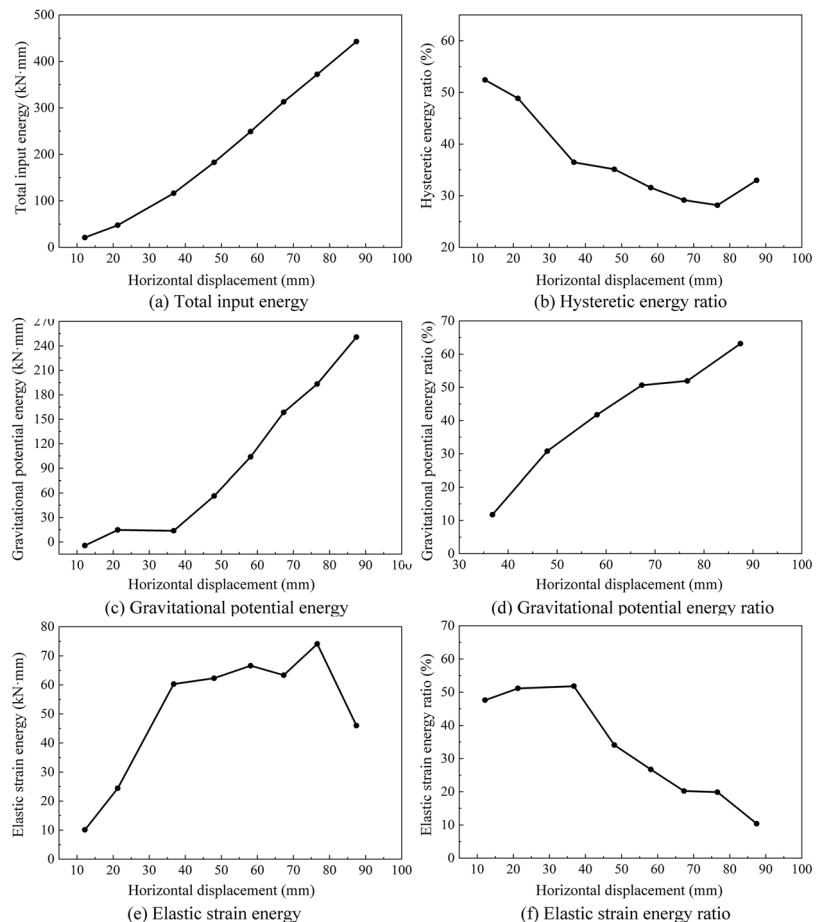 500
400
300
200
100
0
Total input energy (kN·mm)
10 20 30 40 50 60 70 80 90 100
Horizontal displacement (mm)
(a) Total input energy
60
50
40
30
20
Hysteretic energy ratio (%)
10 20 30 40 50 60 70 80 90 100
Horizontal displacement (mm)
(b) Hysteretic energy ratio
270
240
210
180
150
120
90
60
30
0
Gravitational potential energy (kN·mm)
10 20 30 40 50 60 70 80 90 100
Horizontal displacement (mm)
(c) Gravitational potential energy
70
60
50
40
30
20
10
0
Gravitational potential energy ratio (%)
30 40 50 60 70 80 90 100
Horizontal displacement (mm)
(d) Gravitational potential energy ratio
80
70
60
50
40
30
20
10
0
Elastic strain energy (kN·mm)
10 20 30 40 50 60 70 80 90 100
Horizontal displacement (mm)
(e) Elastic strain energy
70
60
50
40
30
20
10
0
Elastic strain energy ratio (%)
10 20 30 40 50 60 70 80 90 100
Horizontal displacement (mm)
(f) Elastic strain energy ratio